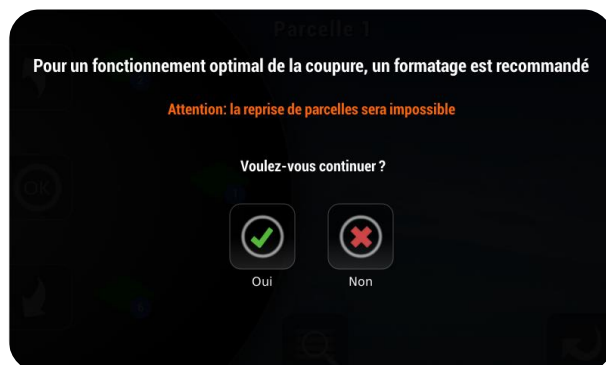 Parcelle 1
Pour un fonctionnement optimal de la coupure, un formatage est recommandé
Attention: la reprise de parcelles sera impossible
Voulez-vous continuer ?
OK
Oui
Non